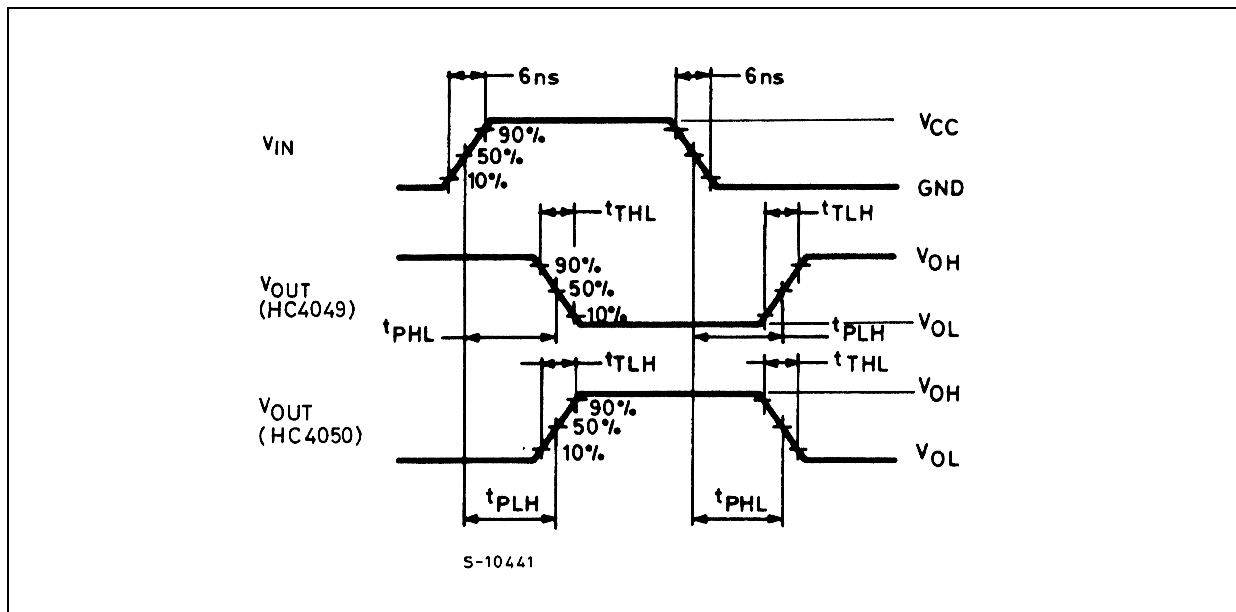 6ns 6ns
VIN
90%
50%
10%
VCC
GND
tTHL tTLH
VOUT
(HC4049)
90%
50%
10%
VOH
VOL
tPHL tPLH
tTLH tTHL
VOUT
(HC4050)
90%
50%
10%
VOH
VOL
tPLH tPHL
S-10441